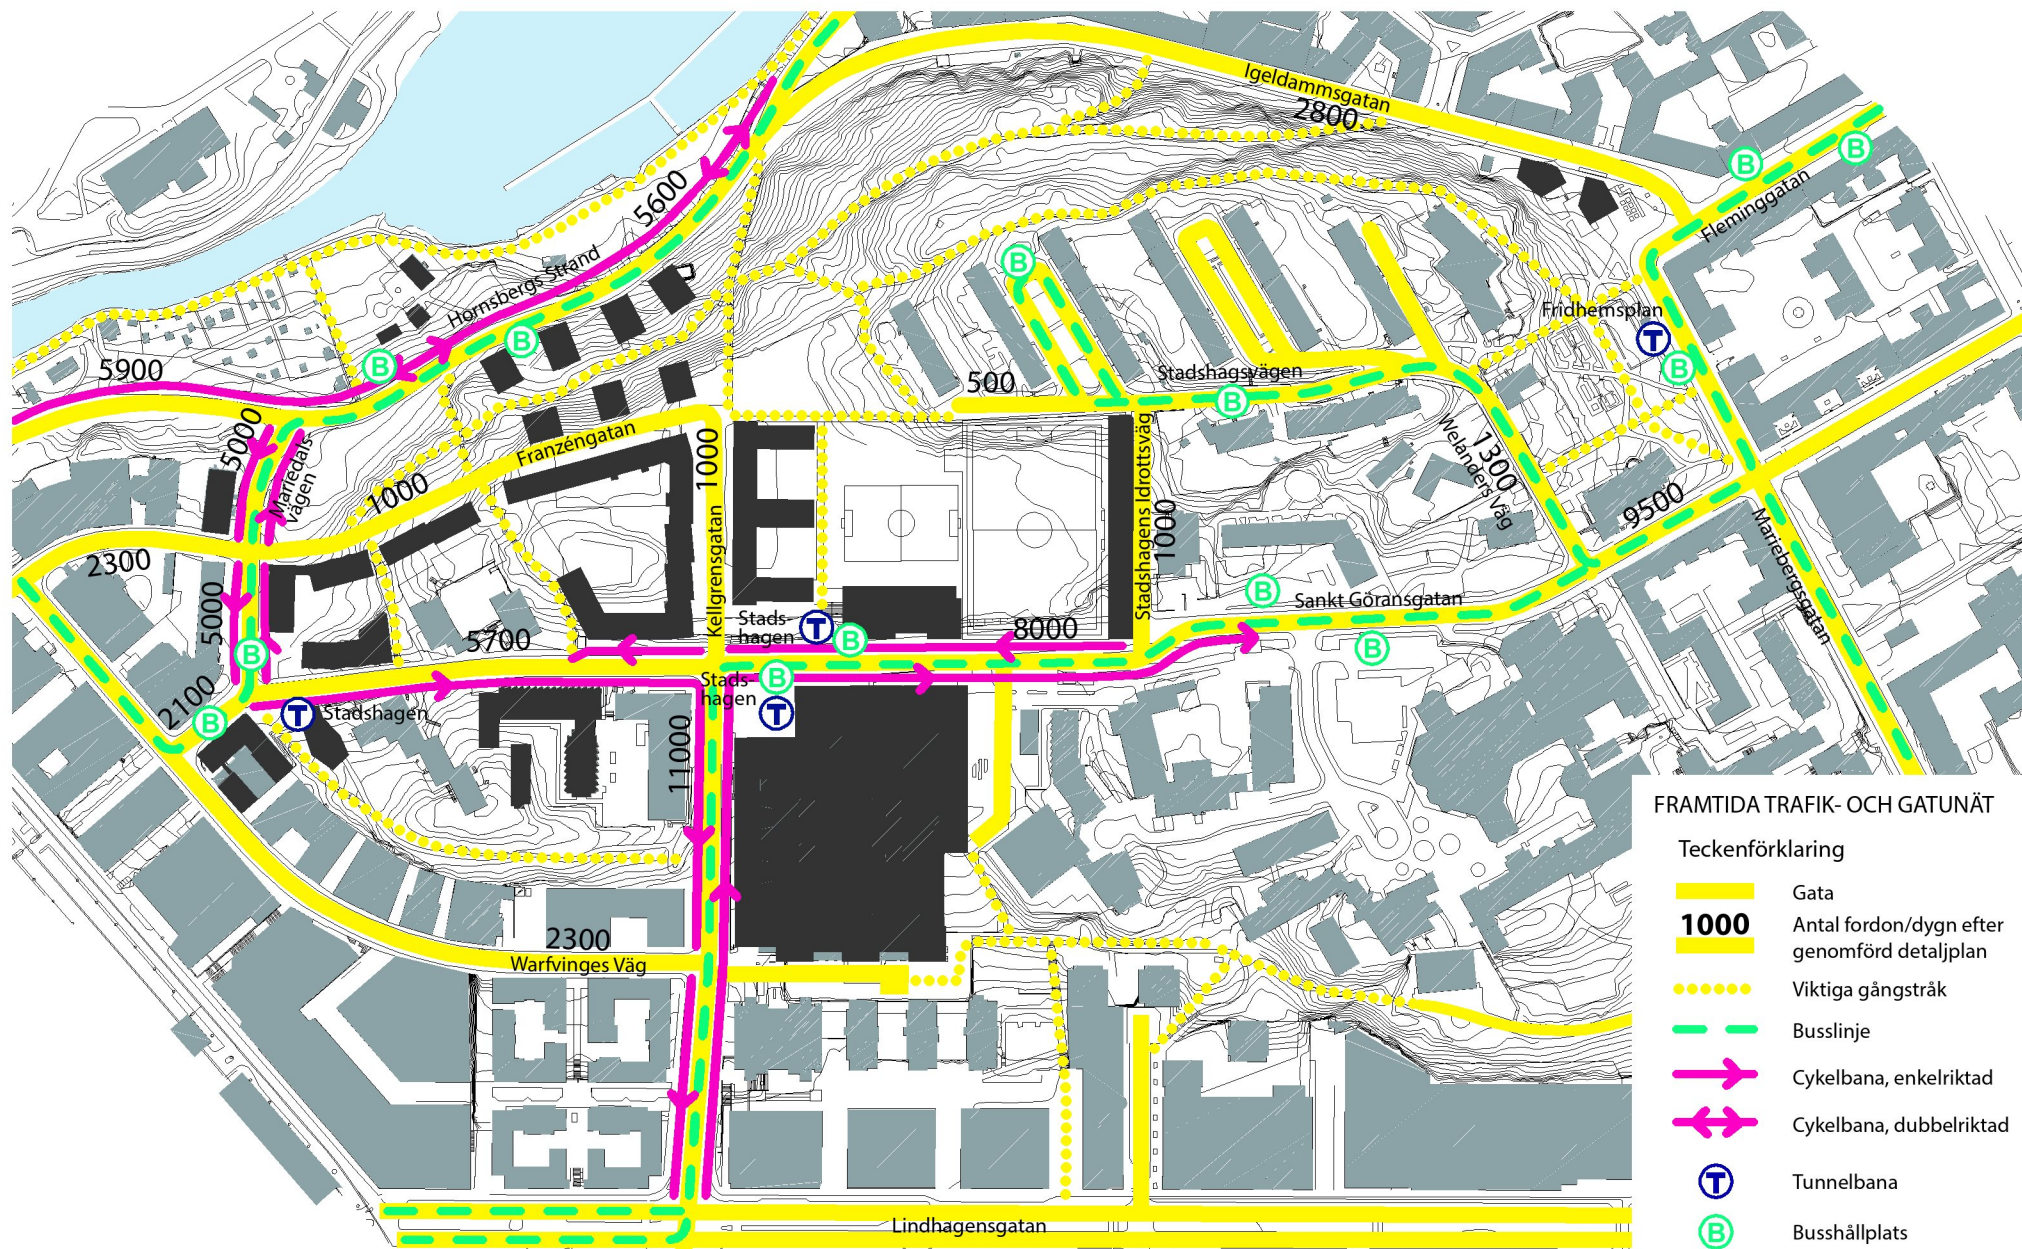 Igeldammsgatan
2800
B
B
Fleminggatan
5600
Hornsbergs Strand
B
B
B
5900
Fridhemsplan
T
B
Stadshagsvägen
B
500
5000
Mariedals-
vägen
Franzéngatan
1000
1000
Kellgrensgatan
Stadshagens Idrottsväg
1000
Welanders Väg
1300
9500
Mariebergsgatan
2300
5000
B
5700
Stads-
hagen
T
B
8000
B
Sankt Göransgatan
B
Stads-
hagen
B
T
2100
B
T
Stadshagen
11000
2300
Warfvinges Väg
Lindhagensgatan
FRAMTIDA TRAFIK- OCH GATUNÄT
Teckenförklaring
Gata
1000
Antal fordon/dygn efter
genomförd detaljplan
Viktiga gångstråk
Busslinje
Cykelbana, enkelriktad
Cykelbana, dubbelriktad
T
Tunnelbana
B
Busshållplats